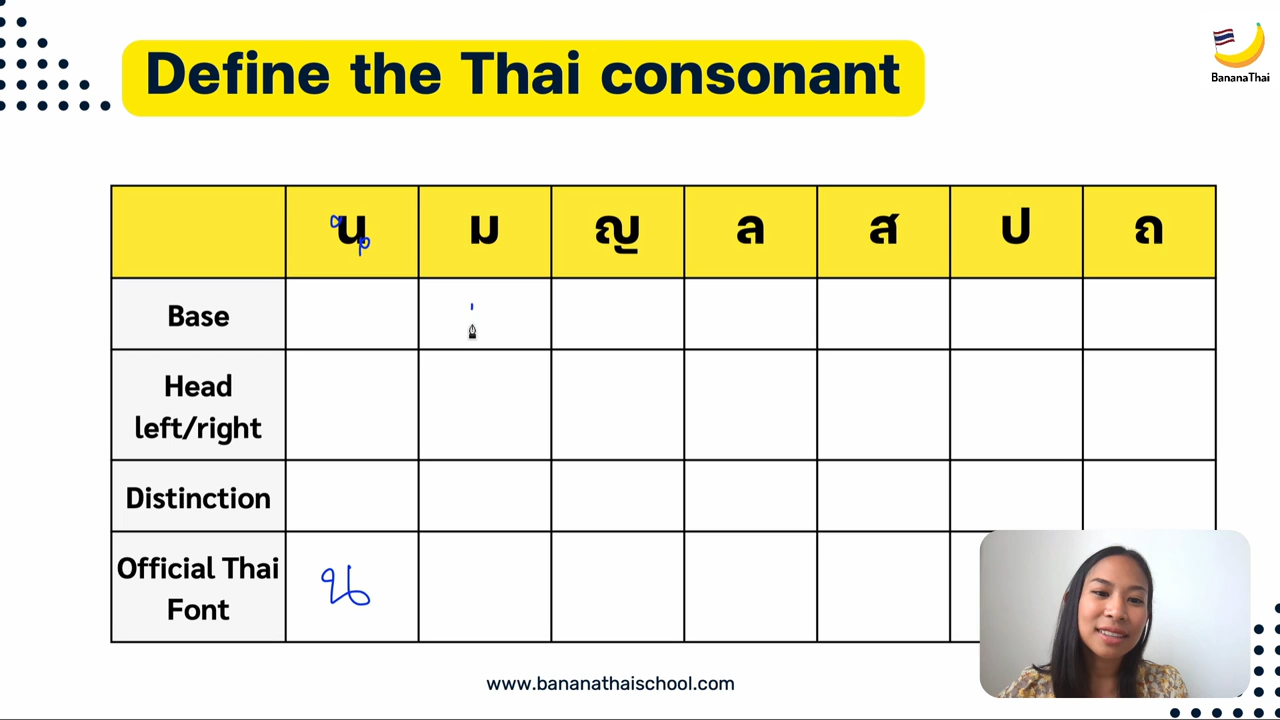 Define the Thai consonant
BananaThai
น ม ญ ล ส ป ถ
Base
Head
left/right
Distinction
Official Thai
Font
น
www.bananathaischool.com